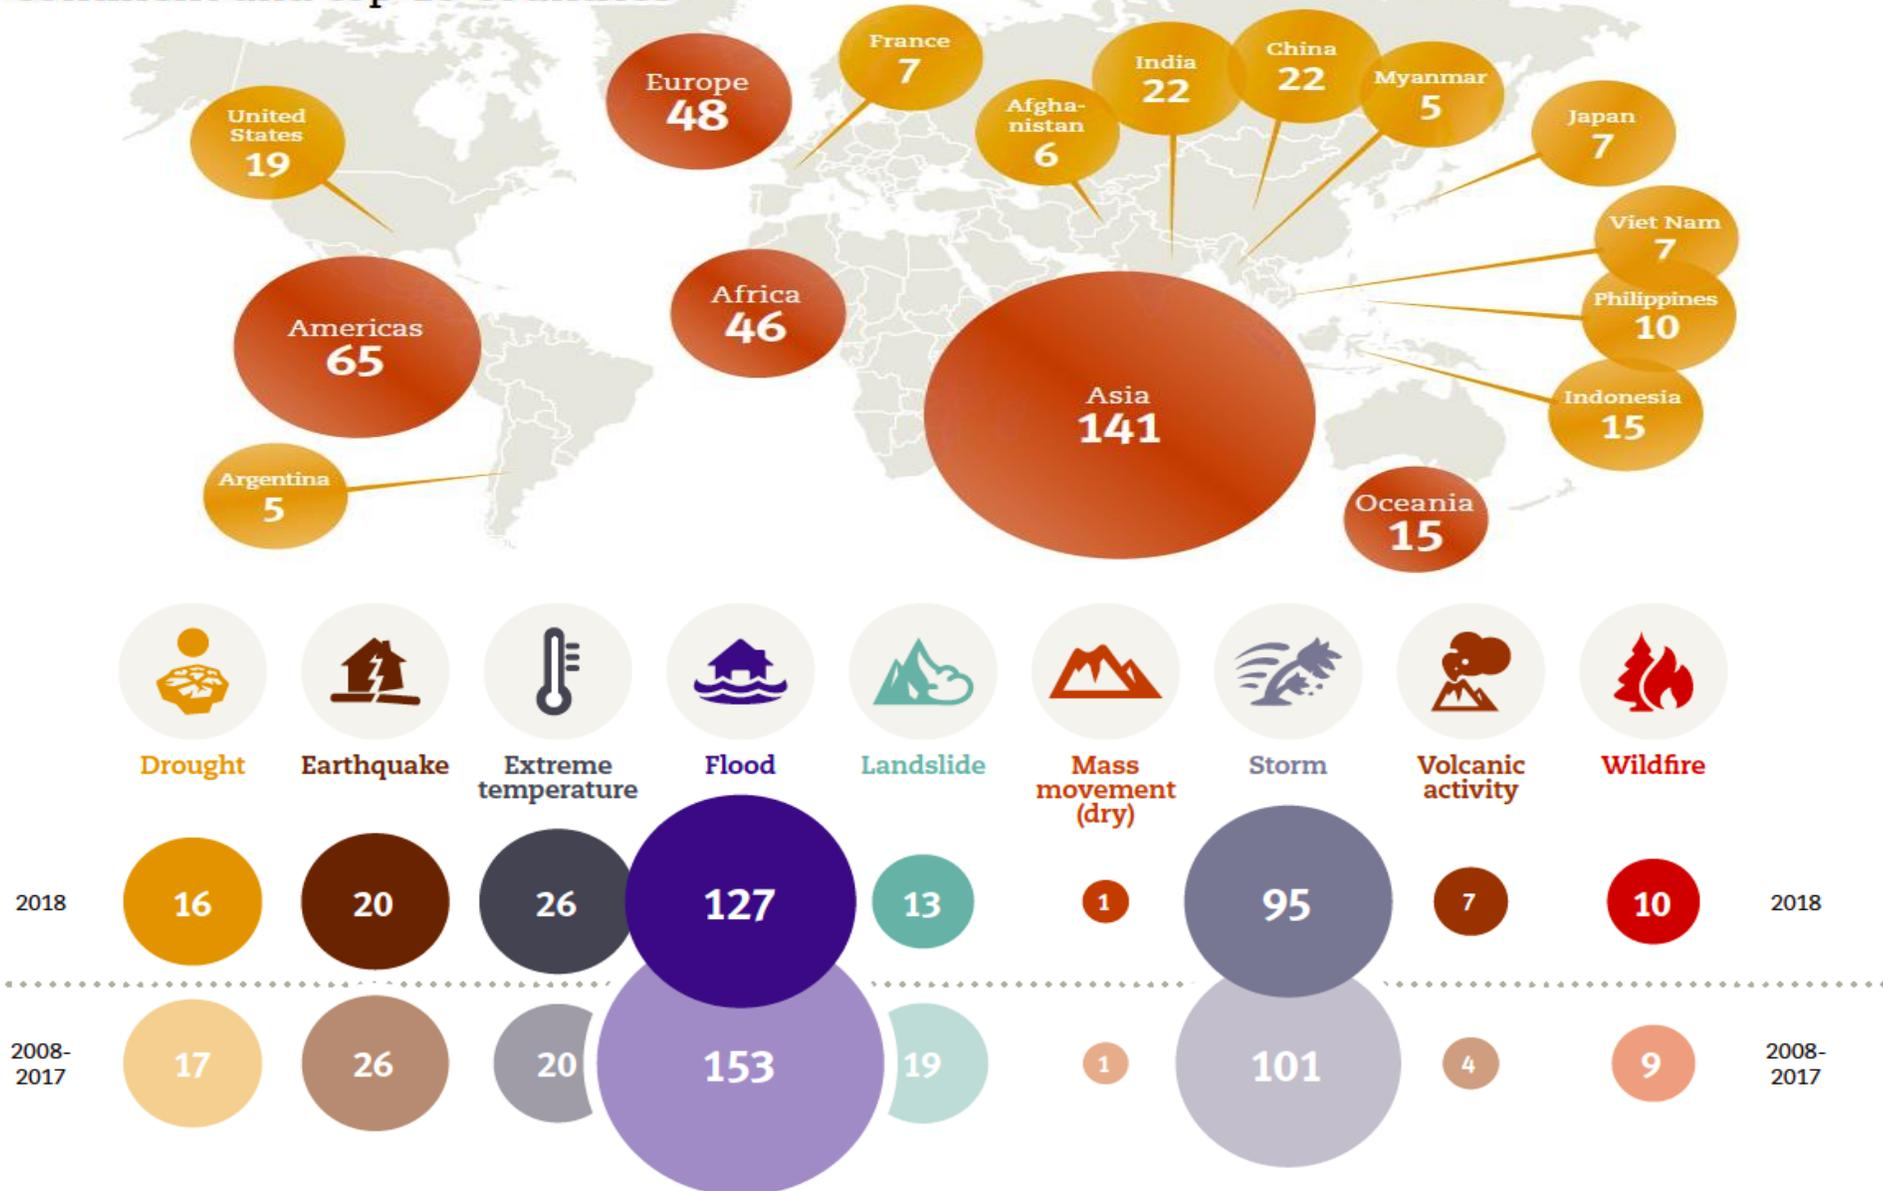 France
7
Europe
48
India
22
China
22
Myanmar
5
United
States
19
Afgha-
nistan
6
Japan
7
Viet Nam
7
Africa
46
Philippines
10
Americas
65
Asia
141
Indonesia
15
Argentina
5
Oceania
15
Drought
Earthquake
Extreme
temperature
Flood
Landslide
Mass
movement
(dry)
Storm
Volcanic
activity
Wildfire
2018 16 20 26 127 13 1 95 7 10 2018
2008-
2017
17 26 20 153 19 1 101 4 9
2008-
2017